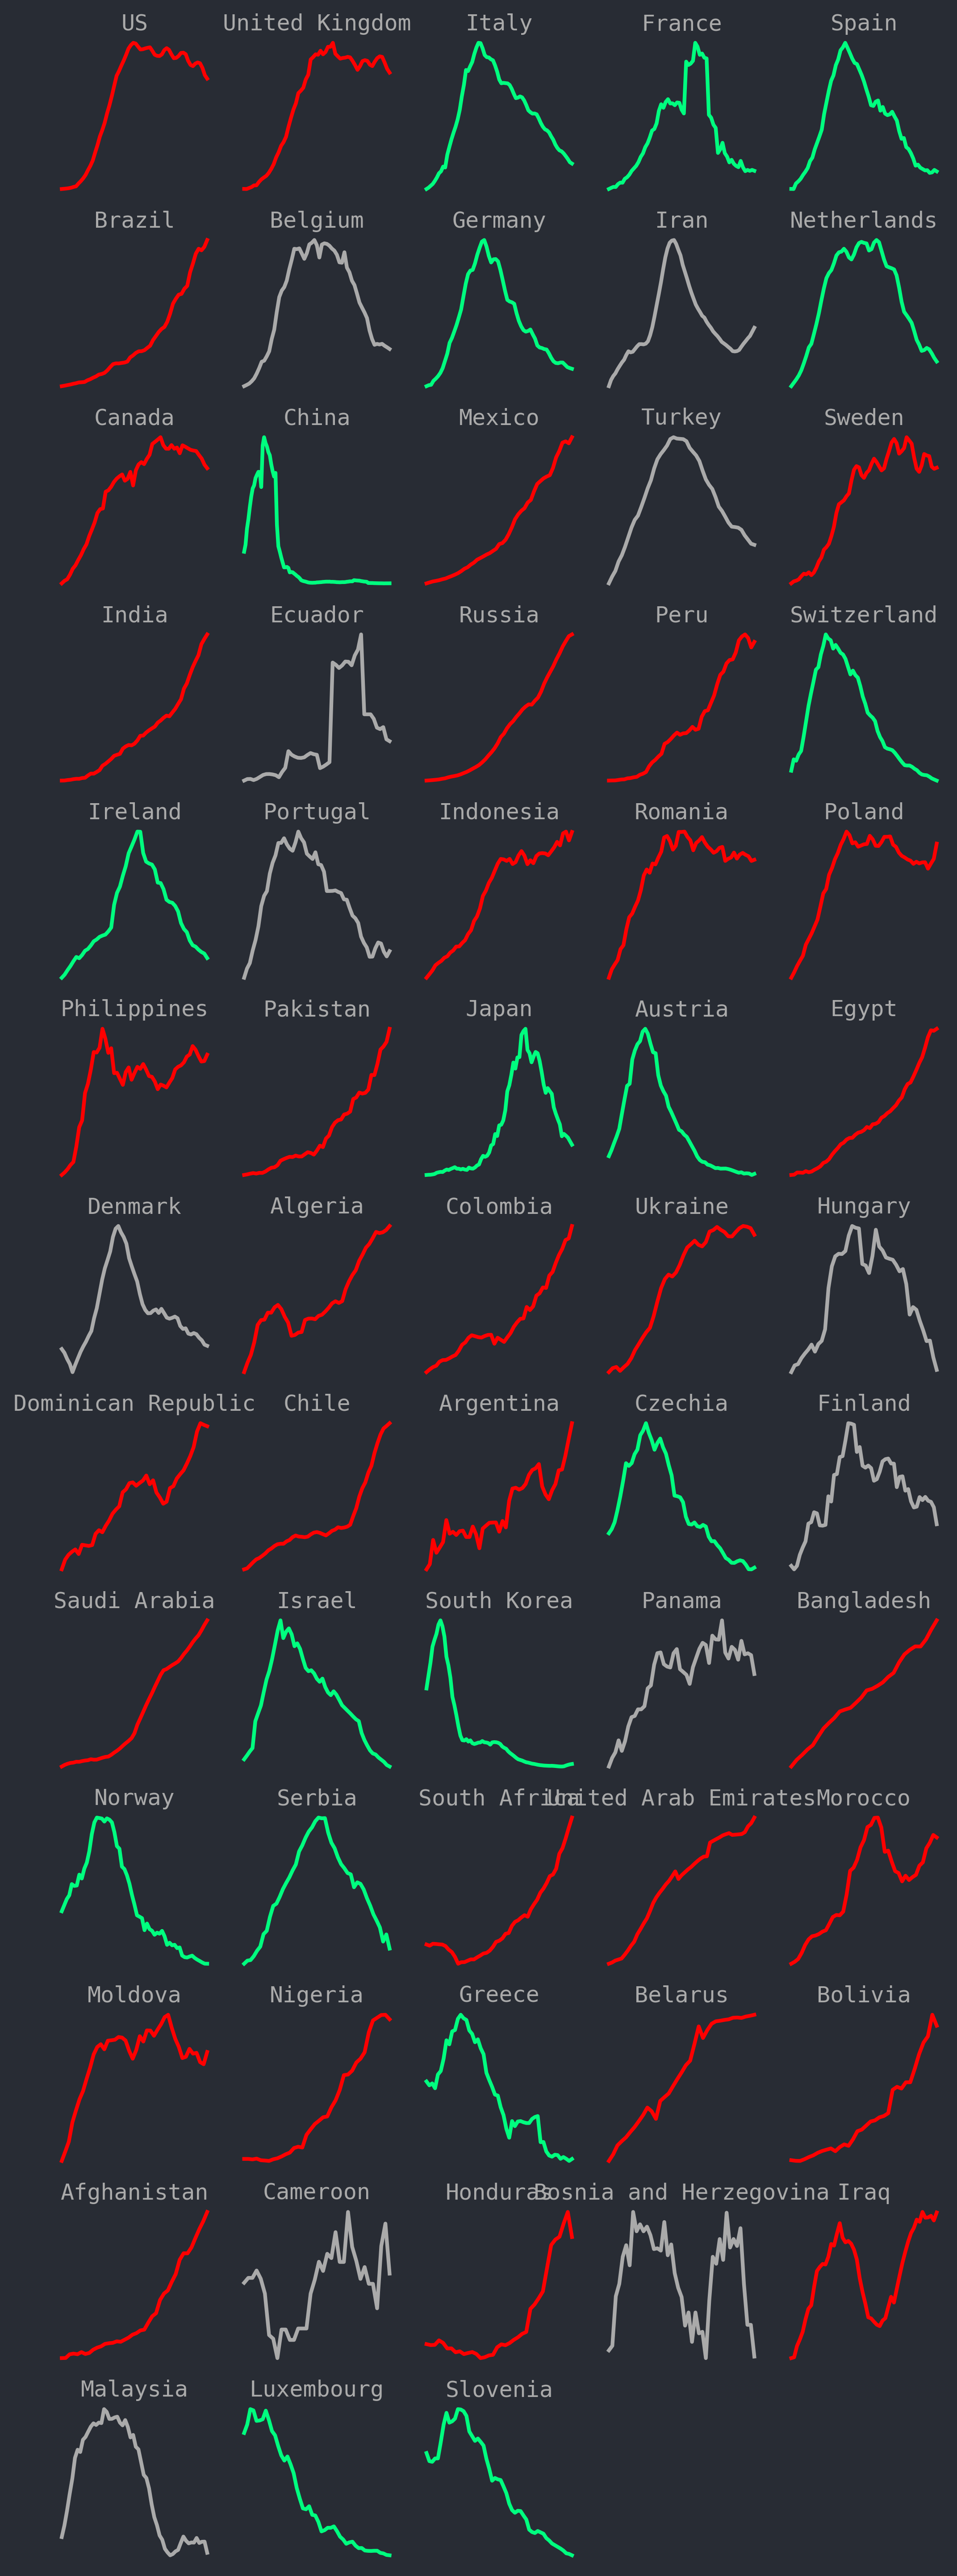 US United Kingdom Italy France Spain
Brazil Belgium Germany Iran Netherlands
Canada China Mexico Turkey Sweden
India Ecuador Russia Peru Switzerland
Ireland Portugal Indonesia Romania Poland
Philippines Pakistan Japan Austria Egypt
Denmark Algeria Colombia Ukraine Hungary
Dominican Republic Chile Argentina Czechia Finland
Saudi Arabia Israel South Korea Panama Bangladesh
Norway Serbia South Africa United Arab Emirates Morocco
Moldova Nigeria Greece Belarus Bolivia
Afghanistan Cameroon Honduras Bosnia and Herzegovina Iraq
Malaysia Luxembourg Slovenia